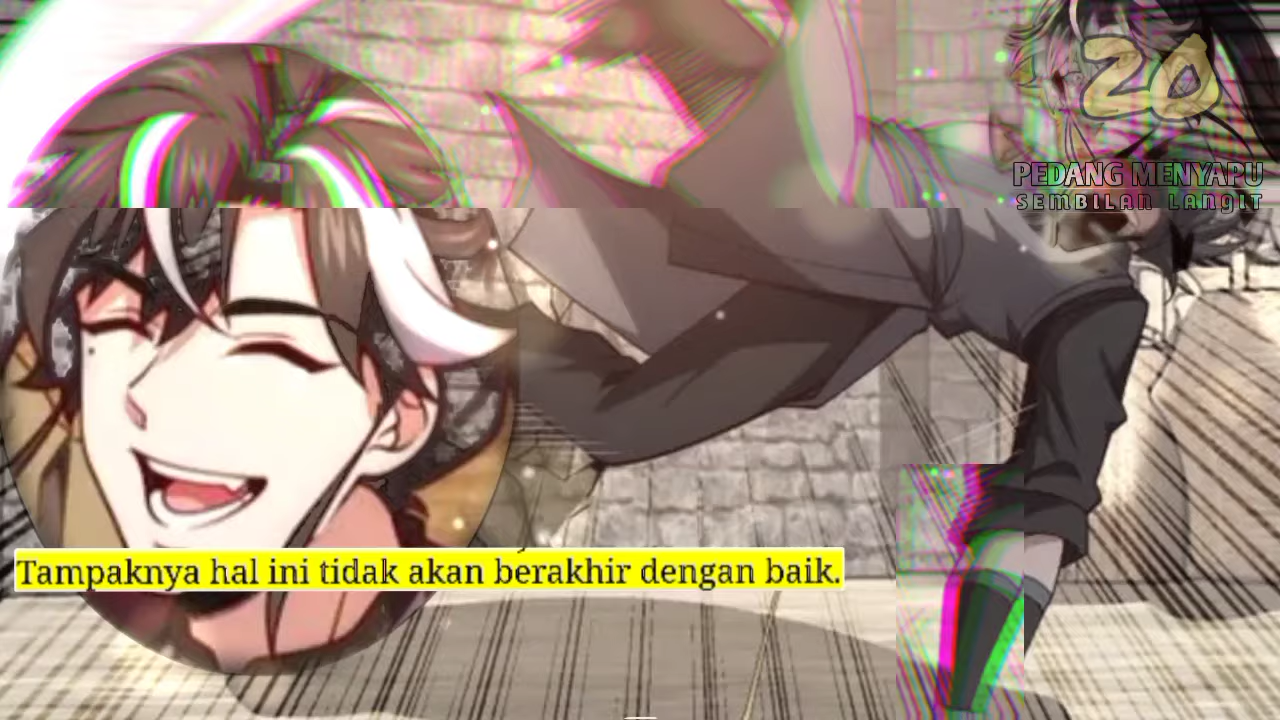 20
PEDANG MENYAPU
SEMBILAN LANGIT
Tampaknya hal ini tidak akan berakhir dengan baik.